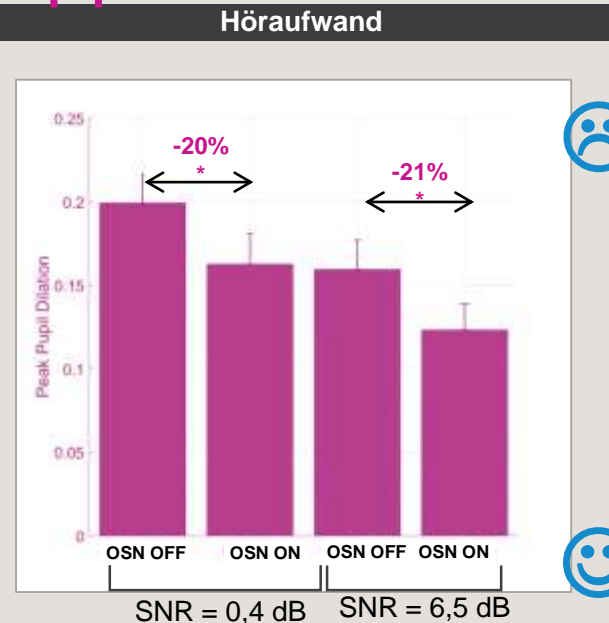 Höraufwand
0.25
-20%
*
-21%
*
0.2
0.15
0.1
0.05
0
Peak Pupil Dilation
OSN OFF OSN ON OSN OFF OSN ON
SNR = 0,4 dB SNR = 6,5 dB